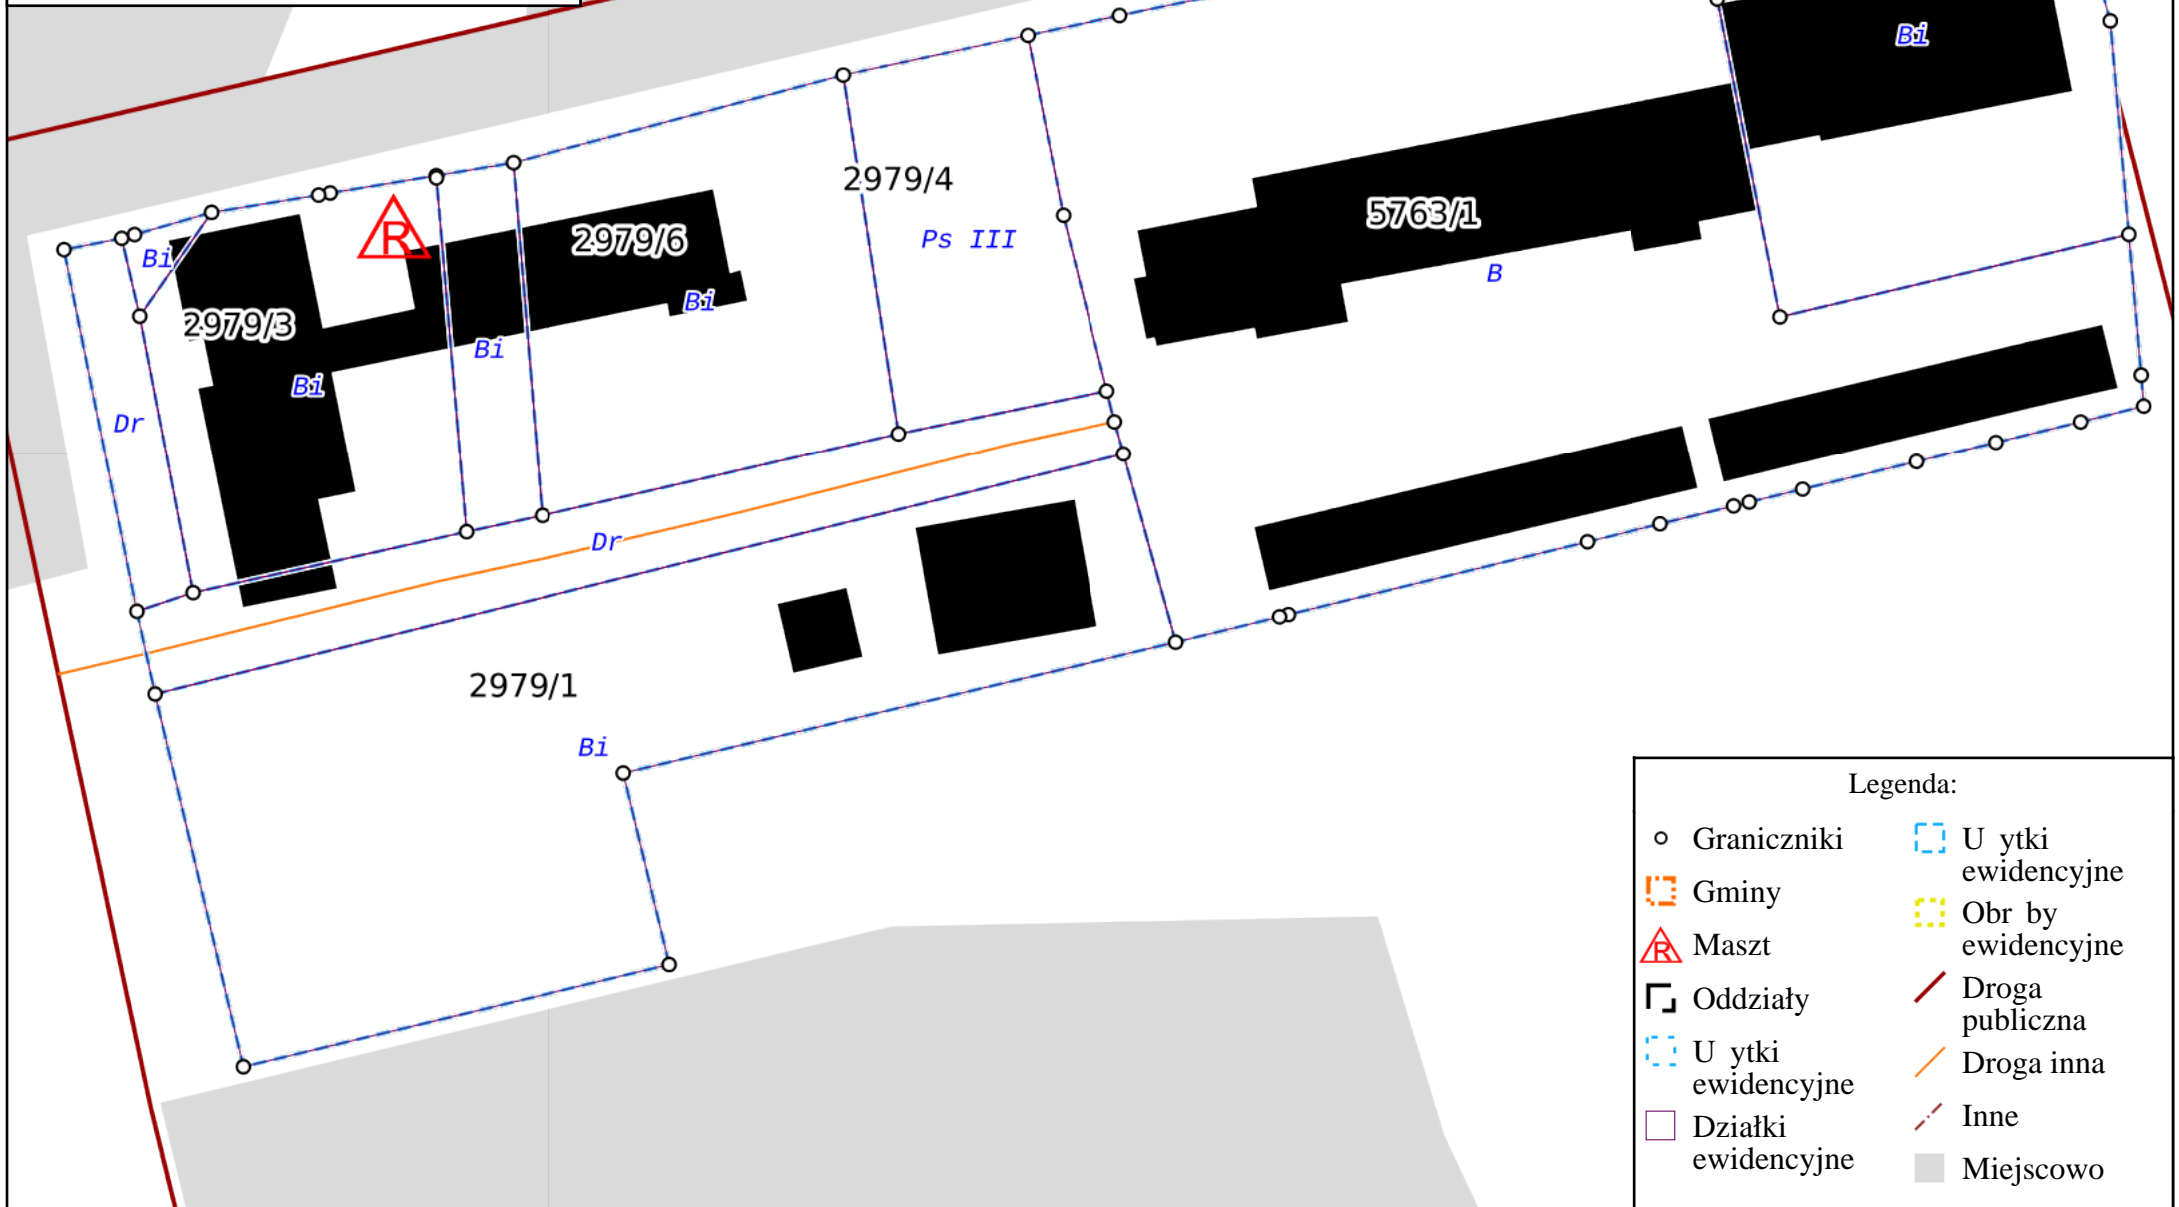 Bi
2979/4
5763/1
Ps III
R
2979/6
Bi
B
Bi
2979/3
Bi
Bi
Dr
Dr
2979/1
Bi
Legenda:
Graniczniki
Gminy
R Maszt
Oddziały
U ytki
ewidencyjne
Działki
ewidencyjne
U ytki
ewidencyjne
Obr by
ewidencyjne
Droga
publiczna
Droga inna
Inne
Miejscowo